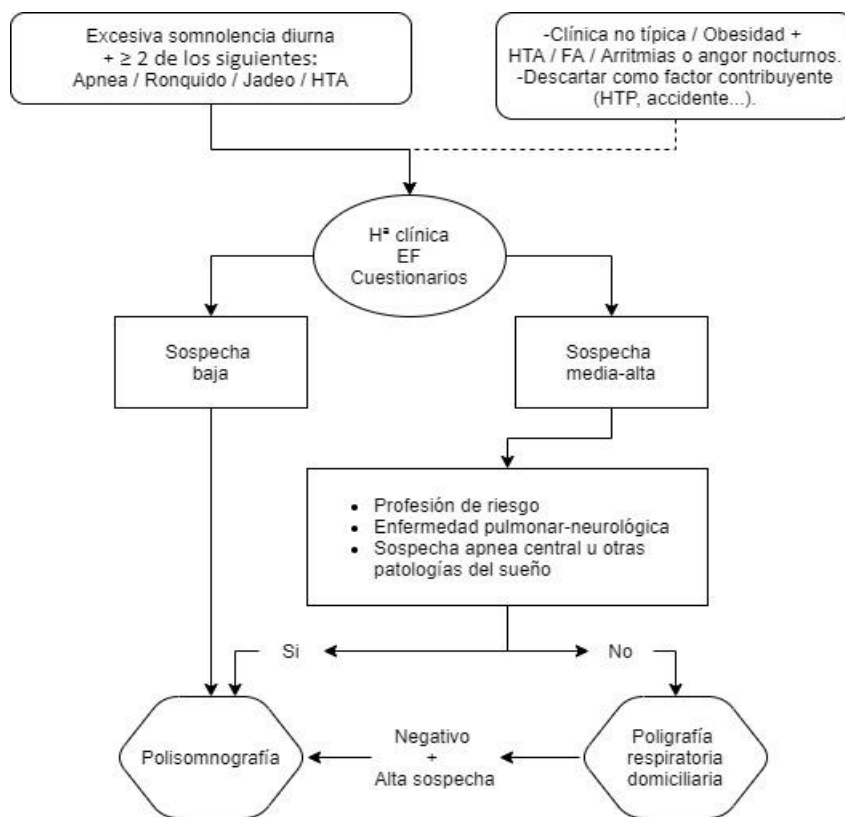 Excesiva somnolencia diurna
+ ≥ 2 de los siguientes:
Apnea / Ronquido / Jadeo / HTA
-Clínica no típica / Obesidad +
HTA / FA / Arritmias o angor nocturnos.
-Descartar como factor contribuyente
(HTP, accidente...).
Hª clínica
EF
Cuestionarios
Sospecha
baja
Sospecha
media-alta
• Profesión de riesgo
• Enfermedad pulmonar-neurológica
• Sospecha apnea central u otras
patologías del sueño
Si
No
Polisomnografía
Negativo
+
Alta sospecha
Poligrafía
respiratoria
domiciliaria